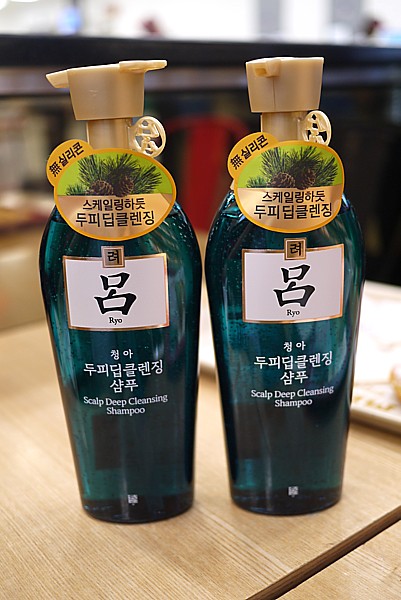 無실리콘
스케일링하듯
두피딥클렌징
려
呂
Ryo
청아
두피딥클렌징
샴푸
Scalp Deep Cleansing
Shampoo
無실리콘
스케일링하듯
두피딥클렌징
려
呂
Ryo
청아
두피딥클렌징
샴푸
Scalp Deep Cleansing
Shampoo